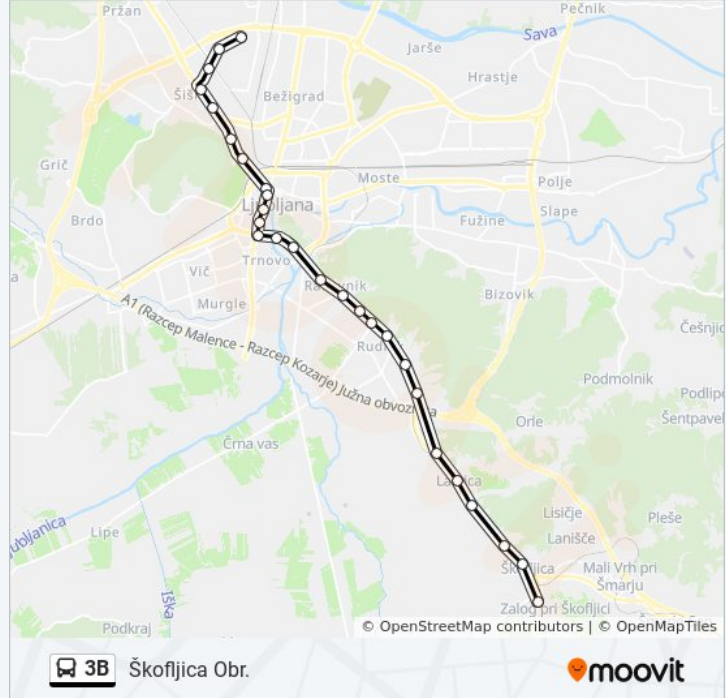 Pržan
Pečnik
Sava
Jarše
Hrastje
Šiš
Bežigrad
Grič
Moste
Polje
Ljubljana
Slape
Fužine
Brdo
Trnovo
Vič
Bizovik
Murgle
A1 (Razcep Malence - Razcep Kozarje) Južna obvoznica
Češnjic
Rudnik
Podmolnik
Podlip
Šentpavel
Orle
Črna vas
Lavrica
Ljubljanica
Lisičje
Pleše
Lipe
Lanišče
Škofljica
Mali Vrh pri
Šmarju
Iška
Zalog pri Škofljici
Podkraj
© OpenStreetMap contributors | © OpenMapTiles
3B Škofljica Obr.
moovit